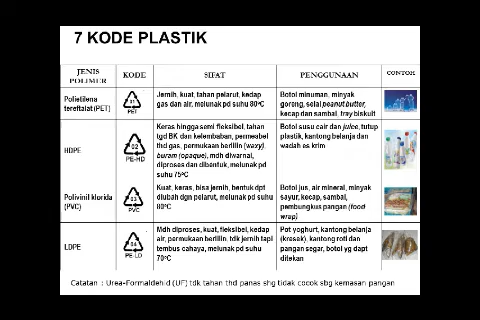 7 KODE PLASTIK
JENIS POLIMER KODE SIFAT PENGGUNAAN CONTOH
Polietilena tereftalat (PET)
01
PET
Jernih, kuat, tahan pelarut, kedap
gas dan air, melunak pd suhu 80°C
Botol minuman, minyak
goreng, selai peanut butter,
kecap dan sambal, tray biskuit
HDPE
02
PE-HD
Keras hingga semi fleksibel, tahan
thd BK dan kelembaban, permeabel
thd gas, permukaan berlilin (waxy),
buram (opaque), mdh diwarnai,
diproses dan dibentuk, melunak pd
suhu 75°C
Botol susu cair dan juice, tutup
plastik, kantong belanja dan
wadah es krim
Polivinil klorida
(PVC)
03
PVC
Kuat, keras, bisa jernih, bentuk dpt
diubah dgn pelarut, melunak pd suhu
80°C
Botol jus, air mineral, minyak
sayur, kecap, sambal,
pembungkus pangan (food
wrap)
LDPE
04
PE-LD
Mdh diproses, kuat, fleksibel, kedap
air, permukaan berlilin. tdk jernih tapi
tembus cahaya, melunak pd suhu
70°C
Pot yoghurt, kantong belanja
(kresek), kantong roti dan
pangan segar, botol yg dapt
ditekan
Catatan : Urea-Formaldehid (UF) tdk tahan thd panas shg tidak cocok sbg kemasan pangan